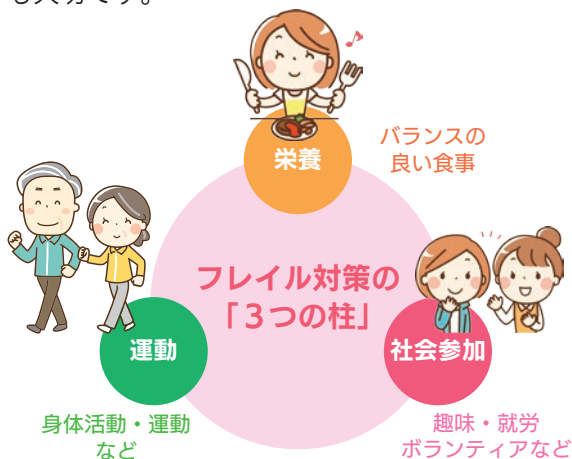 栄養
バランスの
良い食事
フレイル対策の
「３つの柱」
運動
社会参加
身体活動・運動
など
趣味・就労
ボランティアなど